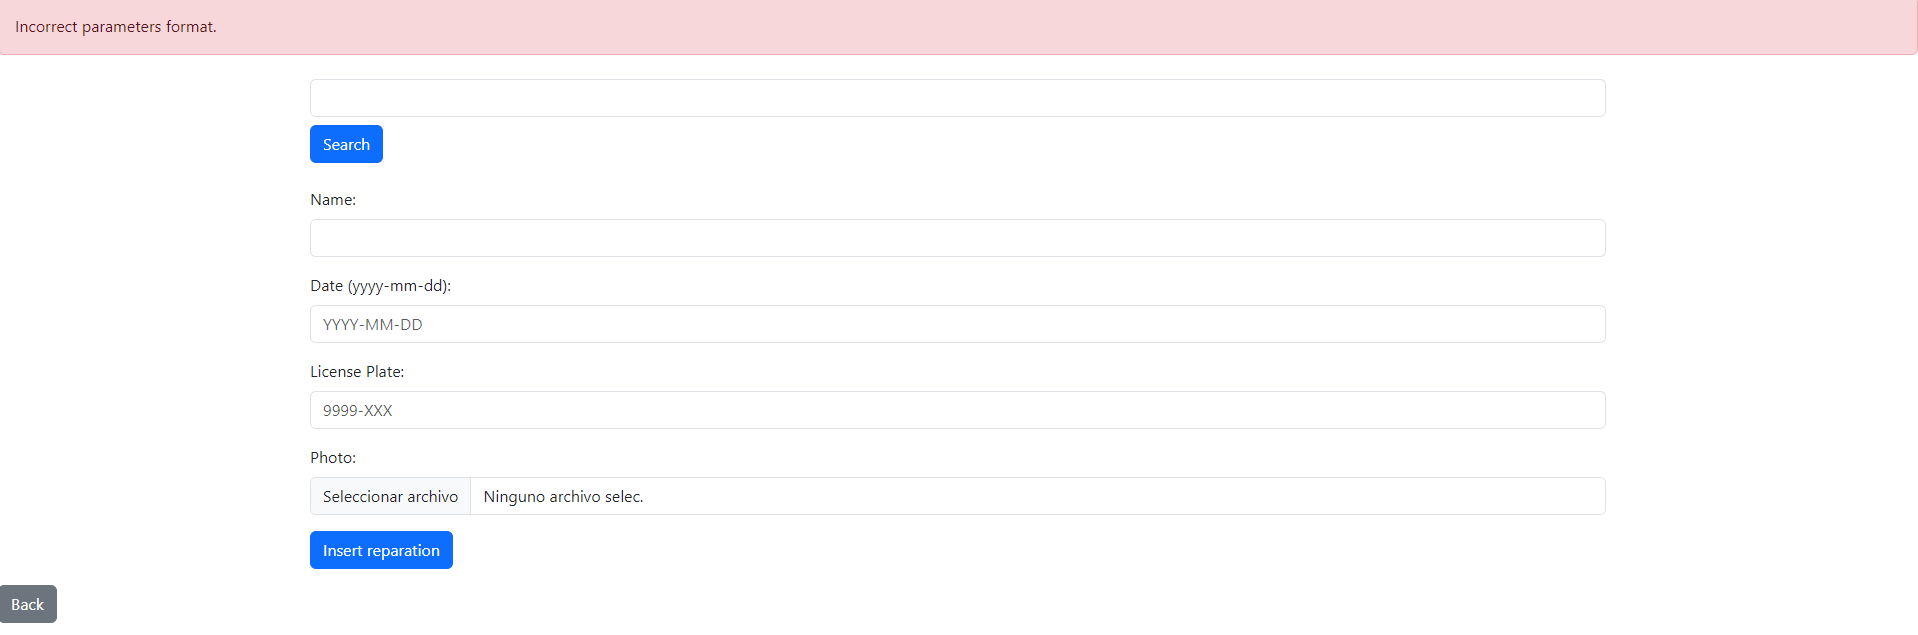 Incorrect parameters format.
Search
Name:
Date (yyyy-mm-dd):
YYYY-MM-DD
License Plate:
9999-XXX
Photo:
Seleccionar archivo Ninguno archivo selec.
Insert reparation
Back